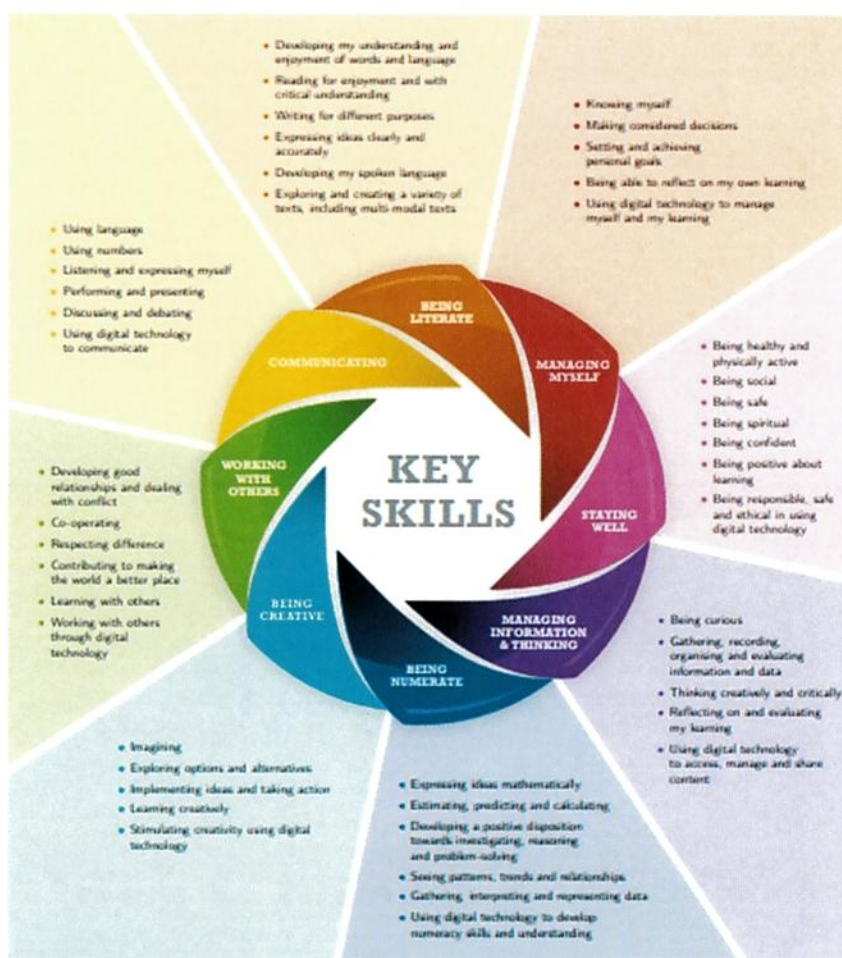 KEY
SKILLS
BEING
LITERATE
• Developing my understanding and
enjoyment of words and language
• Reading for enjoyment and with
critical understanding
• Writing for different purposes
• Expressing ideas clearly and
accurately
• Developing my spoken language
• Exploring and creating a variety of
texts, including multi-modal texts
MANAGING
MYSELF
• Knowing myself
• Making considered decisions
• Setting and achieving
personal goals
• Being able to reflect on my own learning
• Using digital technology to manage
myself and my learning
STAYING
WELL
• Being healthy and
physically active
• Being social
• Being safe
• Being spiritual
• Being confident
• Being positive about
learning
• Being responsible, safe
and ethical in using
digital technology
MANAGING
INFORMATION
& THINKING
• Being curious
• Gathering, recording,
organising and evaluating
information and data
• Thinking creatively and critically
• Reflecting on and evaluating
my learning
• Using digital technology
to access, manage and share
content
BEING
NUMERATE
• Expressing ideas mathematically
• Estimating, predicting and calculating
• Developing a positive disposition
towards investigating, reasoning
and problem-solving
• Seeing patterns, trends and relationships
• Gathering, interpreting and representing data
• Using digital technology to develop
numeracy skills and understanding
BEING
CREATIVE
• Imagining
• Exploring options and alternatives
• Implementing ideas and taking action
• Learning creatively
• Stimulating creativity using digital
technology
WORKING
WITH
OTHERS
• Developing good
relationships and dealing
with conflict
• Co-operating
• Respecting difference
• Contributing to making
the world a better place
• Learning with others
• Working with others
through digital
technology
COMMUNICATING
• Using language
• Using numbers
• Listening and expressing myself
• Performing and presenting
• Discussing and debating
• Using digital technology
to communicate